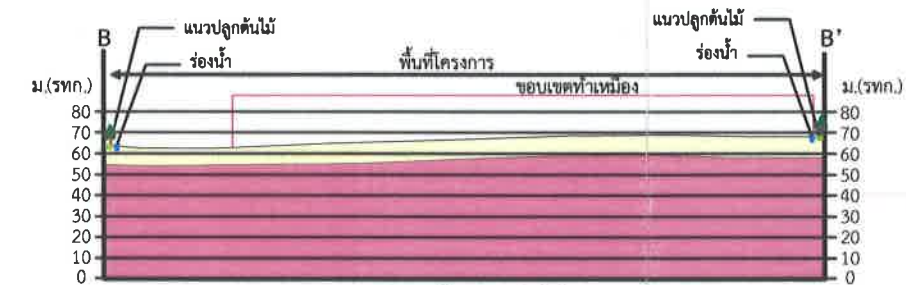 แนวปลูกต้นไม้ แนวปลูกต้นไม้
B B'
ร่องน้ำ ร่องน้ำ
พื้นที่โครงการ
ม.(รทก.) ขอบเขตทำเหมือง ม.(รทก.)
80 80
70 70
60 60
50 50
40 40
30 30
20 20
10 10
0 0